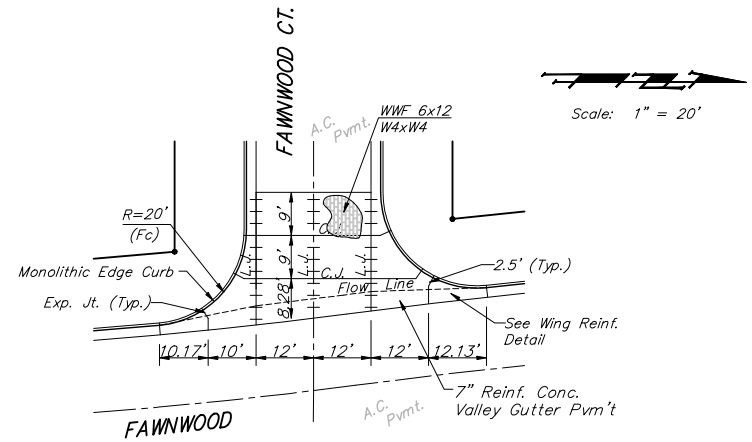 FAWNWOOD CT.
Scale: 1" = 20'
A.C.
Pvmt.
WWF 6x12
W4xW4
R=20'
(Fc)
9'
9'
8.28'
L.J.
L.J.
C.J.
Flow Line
Monolithic Edge Curb
Exp. Jt. (Typ.)
2.5' (Typ.)
See Wing Reinf.
Detail
10.17'
10'
12'
12'
12'
12.13'
7" Reinf. Conc.
Valley Gutter Pvm't
A.C.
Pvmt.
FAWNWOOD